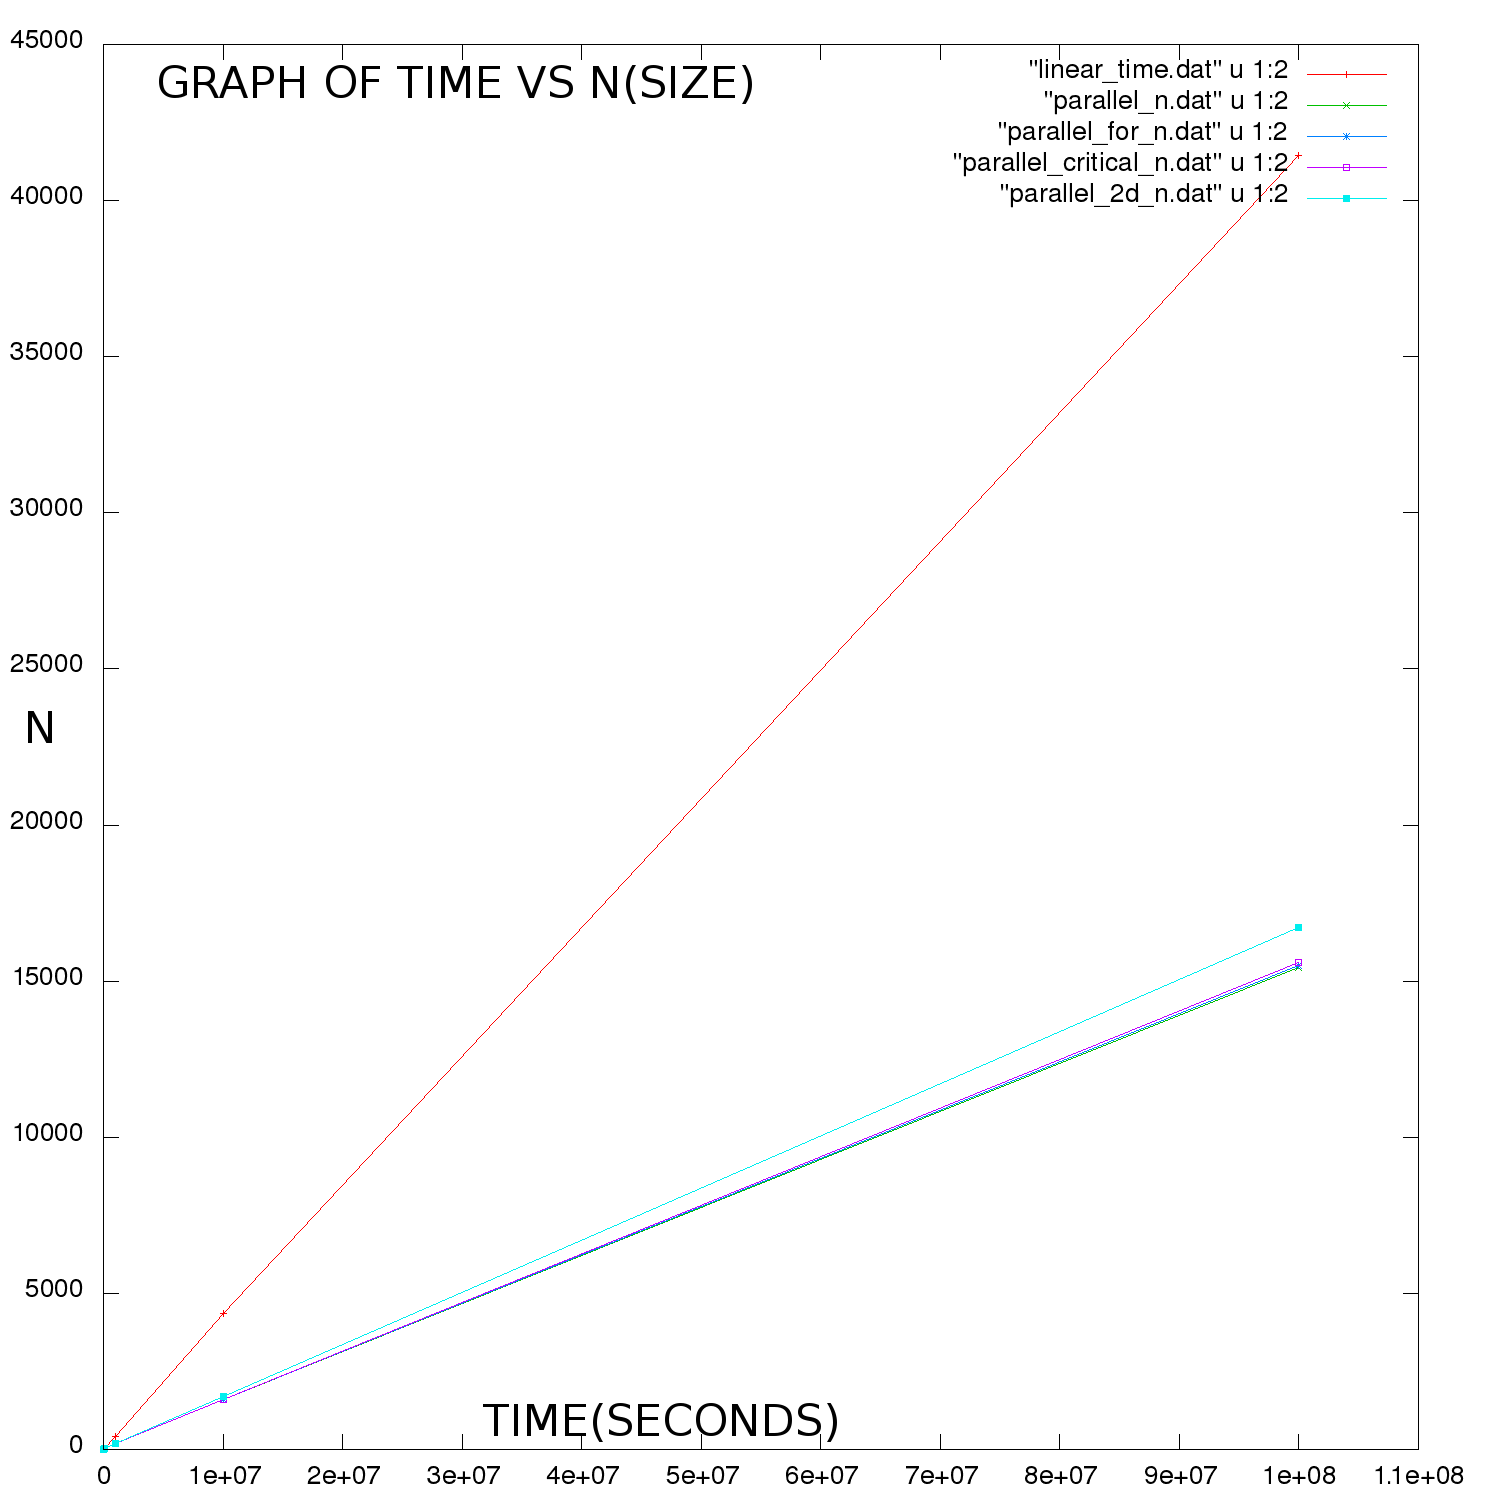 GRAPH OF TIME VS N(SIZE)
"linear_time.dat" u 1:2
"parallel_n.dat" u 1:2
"parallel_for_n.dat" u 1:2
"parallel_critical_n.dat" u 1:2
"parallel_2d_n.dat" u 1:2
45000
40000
35000
30000
25000
N
20000
15000
10000
5000
0
TIME(SECONDS)
0 1e+07 2e+07 3e+07 4e+07 5e+07 6e+07 7e+07 8e+07 9e+07 1e+08 1.1e+08